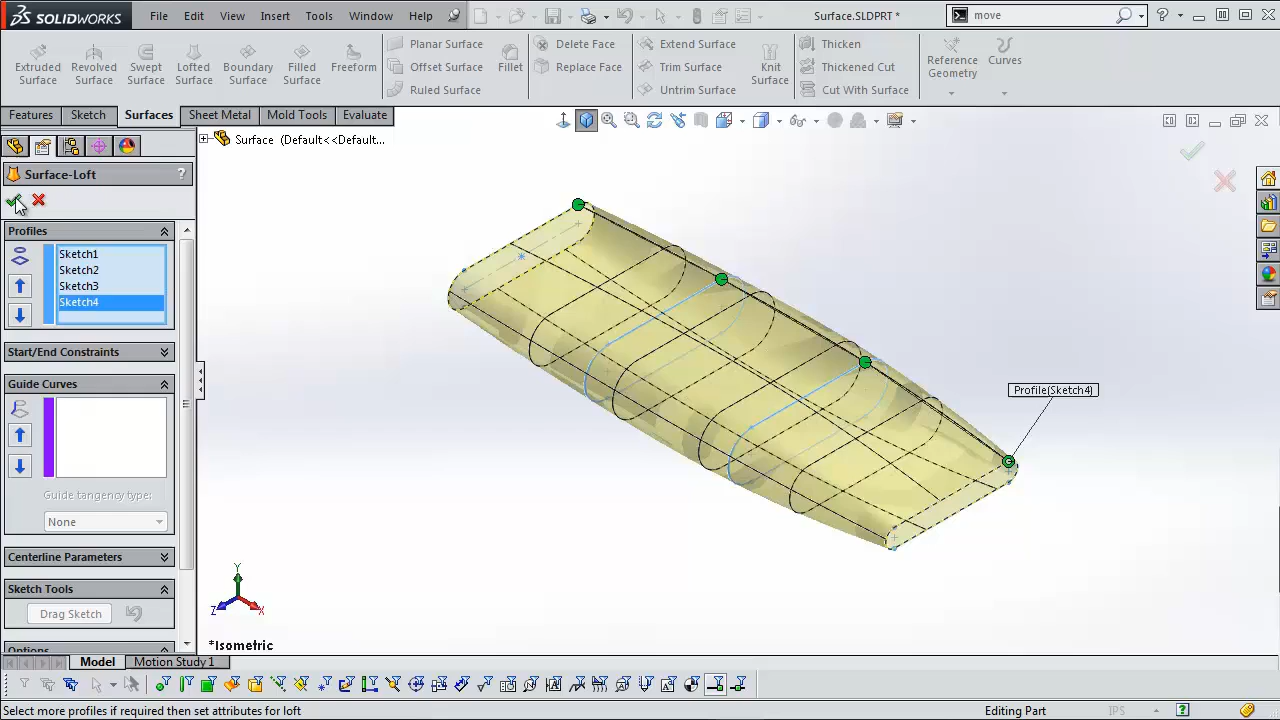 SOLIDWORKS
File Edit View Insert Tools Window Help
Surface.SLDPRT *
move
Extruded Surface
Revolved Surface
Swept Surface
Lofted Surface
Boundary Surface
Filled Surface
Freeform
Planar Surface
Offset Surface
Ruled Surface
Fillet
Delete Face
Replace Face
Extend Surface
Trim Surface
Untrim Surface
Knit Surface
Thicken
Thickened Cut
Cut With Surface
Reference Geometry
Curves
Features Sketch Surfaces Sheet Metal Mold Tools Evaluate
Surface (Default<<Default...
Surface-Loft ?
Profiles
Sketch1
Sketch2
Sketch3
Sketch4
Start/End Constraints
Guide Curves
Guide tangency type:
None
Centerline Parameters
Sketch Tools
Drag Sketch
Options
Profile(Sketch4)
Y
Z
X
*Isometric
Model Motion Study 1
Select more profiles if required then set attributes for loft
Editing Part
IPS